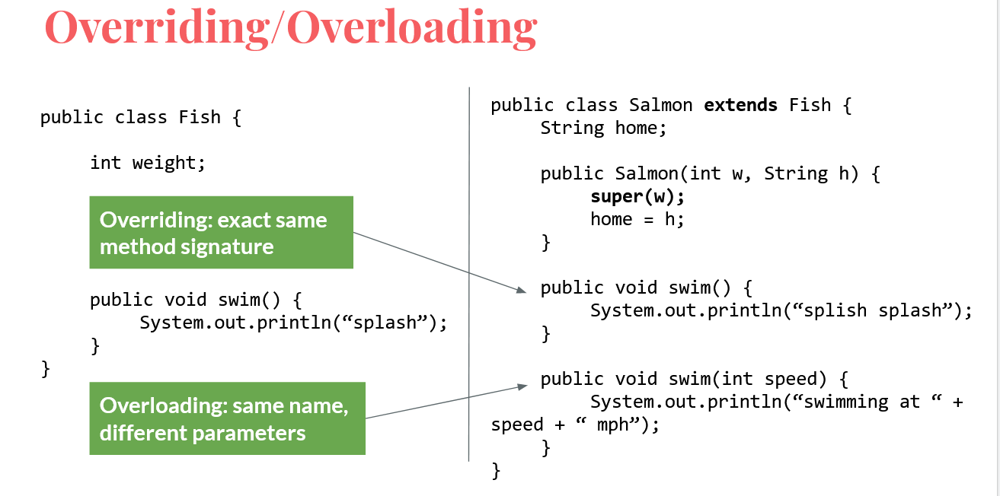 Overriding/Overloading
public class Fish {
int weight;
Overriding: exact same
method signature
public void swim() {
System.out.println(“splash”);
}
}
Overloading: same name,
different parameters
public class Salmon extends Fish {
String home;
public Salmon(int w, String h) {
super(w);
home = h;
}
public void swim() {
System.out.println(“splish splash”);
}
public void swim(int speed) {
System.out.println(“swimming at “ +
speed + “ mph”);
}
}